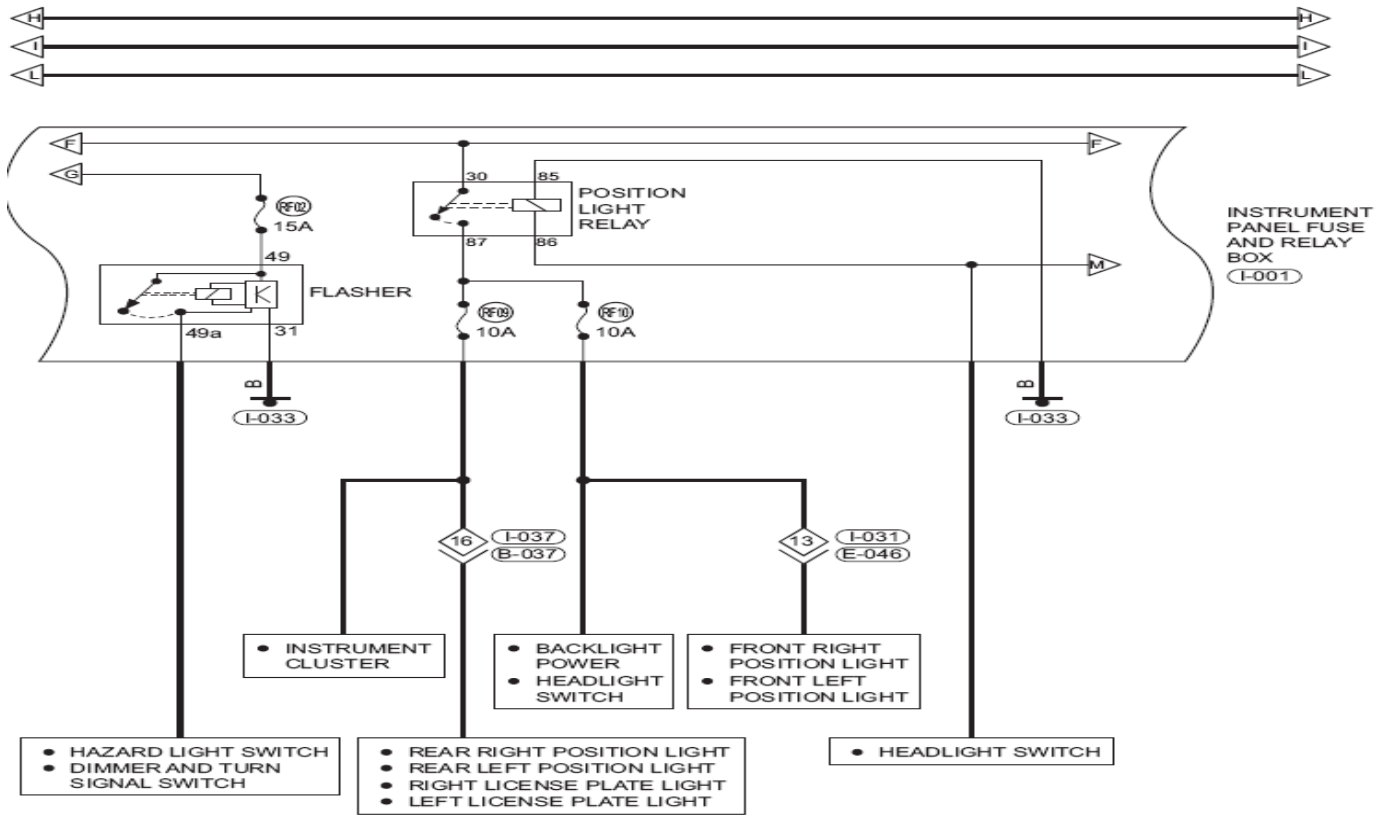 H H
I I
L L
F F
G
30 85
POSITION
LIGHT
RELAY
RF02
15A
87 86
49
FLASHER
M
INSTRUMENT
PANEL FUSE
AND RELAY
BOX
I-001
RF09
10A
RF10
10A
49a 31
B
I-033
B
I-033
16
I-037
B-037
13
I-031
E-046
• INSTRUMENT
CLUSTER
• BACKLIGHT
POWER
• HEADLIGHT
SWITCH
• FRONT RIGHT
POSITION LIGHT
• FRONT LEFT
POSITION LIGHT
• HAZARD LIGHT SWITCH
• DIMMER AND TURN
SIGNAL SWITCH
• REAR RIGHT POSITION LIGHT
• REAR LEFT POSITION LIGHT
• RIGHT LICENSE PLATE LIGHT
• LEFT LICENSE PLATE LIGHT
• HEADLIGHT SWITCH